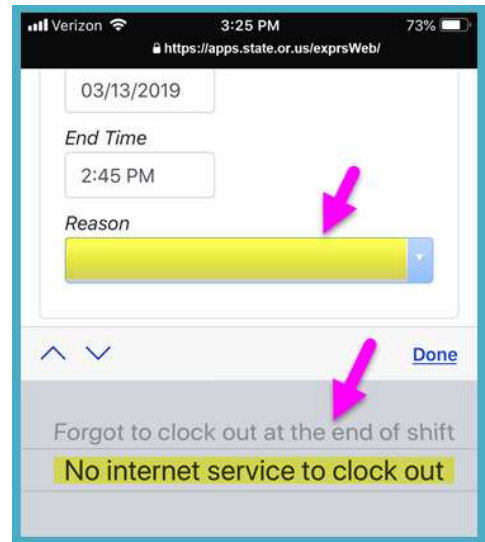 Verizon 3:25 PM 73%
https://apps.state.or.us/exprsWeb/
03/13/2019
End Time
2:45 PM
Reason
Done
Forgot to clock out at the end of shift
No internet service to clock out